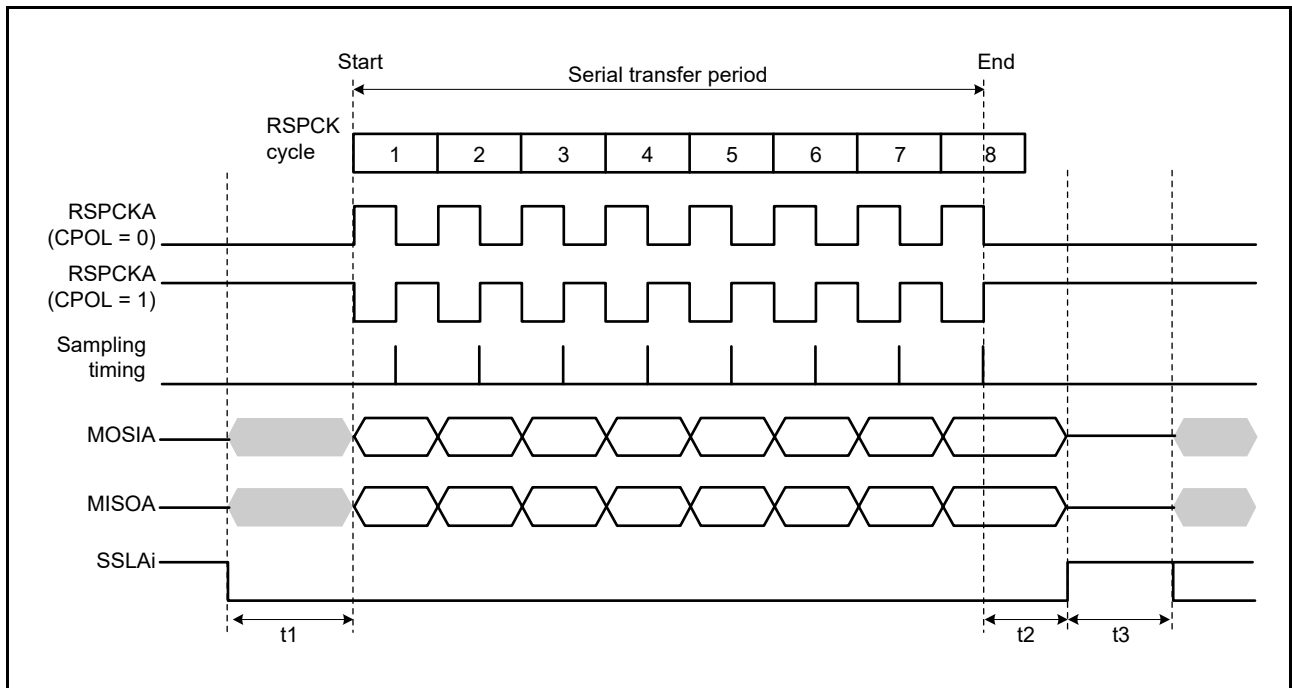 Start
End
Serial transfer period
RSPCK
cycle
1 2 3 4 5 6 7 8
RSPCKA
(CPOL = 0)
RSPCKA
(CPOL = 1)
Sampling
timing
MOSIA
MISOA
SSLAi
t1
t2
t3